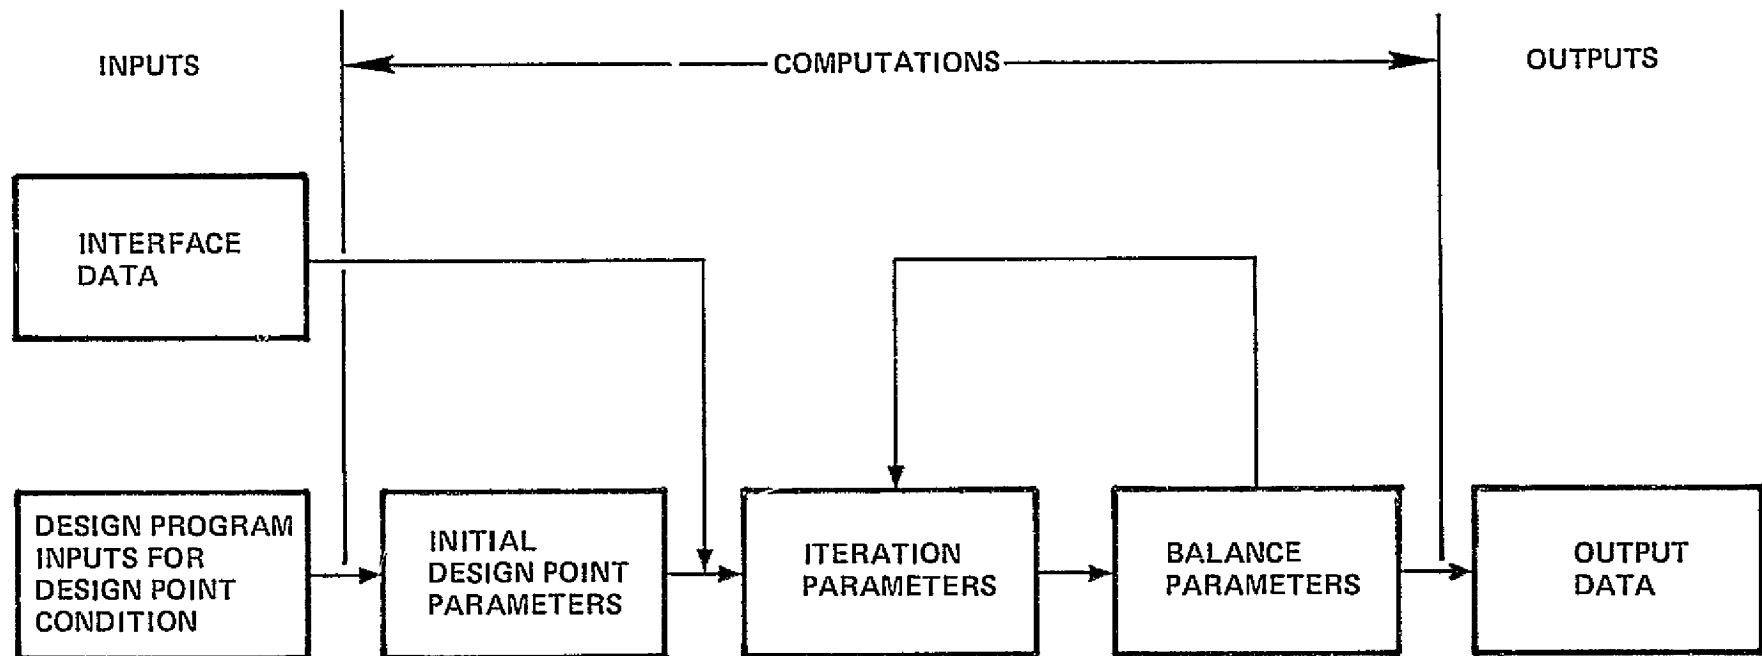 INPUTS
COMPUTATIONS
OUTPUTS
INTERFACE
DATA
DESIGN PROGRAM
INPUTS FOR
DESIGN POINT
CONDITION
INITIAL
DESIGN POINT
PARAMETERS
ITERATION
PARAMETERS
BALANCE
PARAMETERS
OUTPUT
DATA